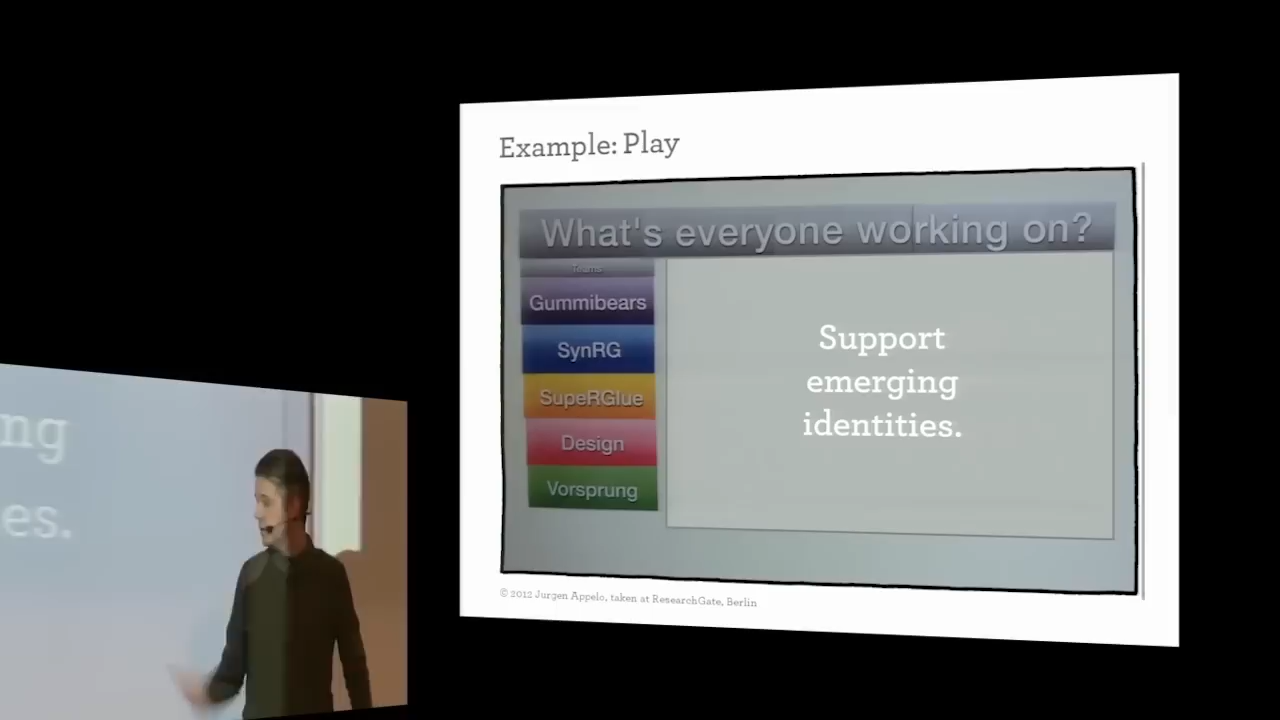 Example: Play
What's everyone working on?
Teams
Gummibears
SynRG
SupeRGlue
Design
Vorsprung
Support
emerging
identities.
© 2012 Jurgen Appelo, taken at ResearchGate, Berlin
ng
es.